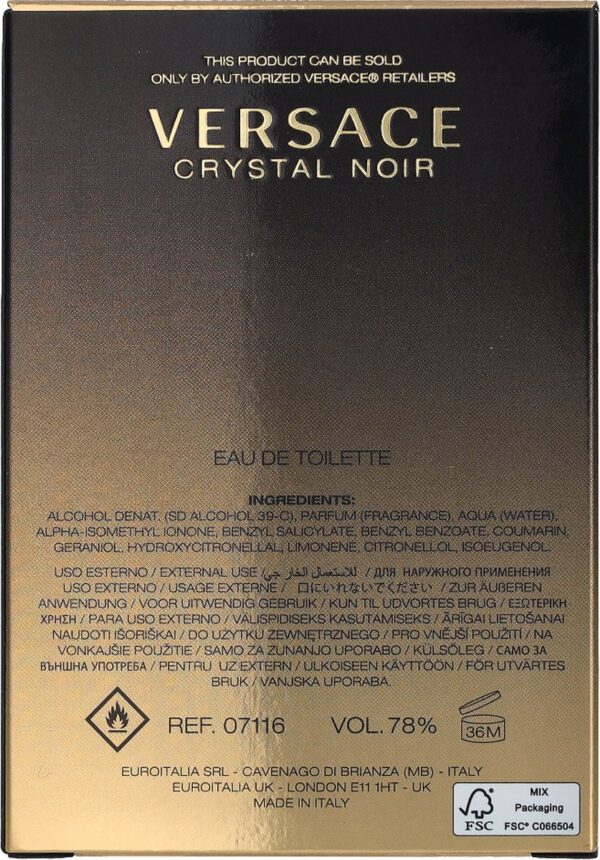 THIS PRODUCT CAN BE SOLD
ONLY BY AUTHORIZED VERSACE® RETAILERS
VERSACE
CRYSTAL NOIR
EAU DE TOILETTE
INGREDIENTS:
ALCOHOL DENAT. (SD ALCOHOL 39-C), PARFUM (FRAGRANCE), AQUA (WATER),
ALPHA-ISOMETHYL IONONE, BENZYL SALICYLATE, BENZYL BENZOATE, COUMARIN,
GERANIOL, HYDROXYCITRONELLAL, LIMONENE, CITRONELLOL, ISOEUGENOL.
USO ESTERNO / EXTERNAL USE / للاستعمال الخارجي / ДЛЯ НАРУЖНОГО ПРИМЕНЕНИЯ
USO EXTERNO / USAGE EXTERNE / 口にいれないでください / ZUR ÄUßEREN
ANWENDUNG / VOOR UITWENDIG GEBRUIK / KUN TIL UDVORTES BRUG / ΕΞΩΤΕΡΙΚΗ
ΧΡΗΣΗ / PARA USO EXTERNO / VÄLISPIDISEKS KASUTAMISEKS / ĀRĪGAI LIETOŠANAI
NAUDOTI IŠORIŠKAI / DO UŻYTKU ZEWNĘTRZNEGO / PRO VNĚJŠÍ POUŽITÍ / NA
VONKAJŠIE POUŽITIE / SAMO ZA ZUNANJO UPORABO / KÜLSŐLEG / САМО ЗА
ВЪНШНА УПОТРЕБА / PENTRU UZ EXTERN / ULKOISEEN KÄYTTÖÖN / FÖR UTVÄRTES
BRUK / VANJSKA UPORABA.
REF. 07116 VOL. 78% 36M
EUROITALIA SRL - CAVENAGO DI BRIANZA (MB) - ITALY
EUROITALIA UK - LONDON E11 1HT - UK
MADE IN ITALY
MIX
Packaging
FSC FSC® C066504